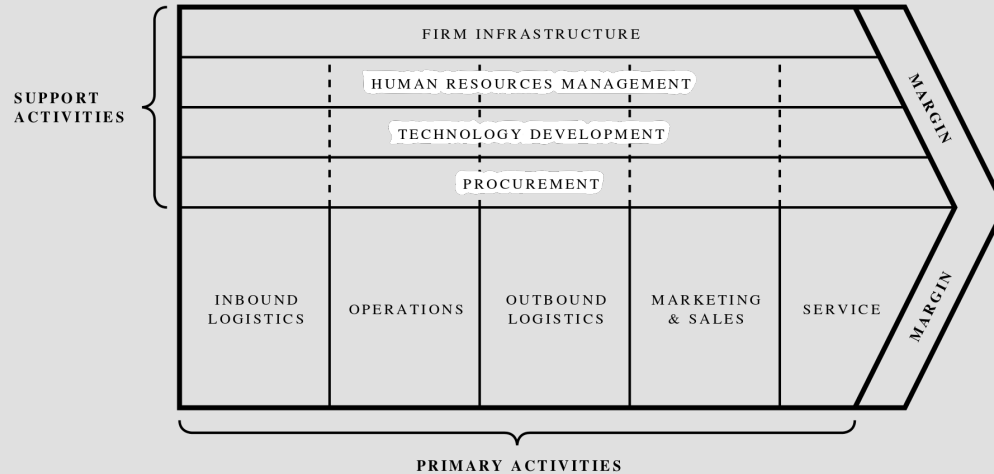 FIRM INFRASTRUCTURE
HUMAN RESOURCES MANAGEMENT
SUPPORT
ACTIVITIES
TECHNOLOGY DEVELOPMENT
PROCUREMENT
MARGIN
INBOUND
LOGISTICS
OPERATIONS
OUTBOUND
LOGISTICS
MARKETING
& SALES
SERVICE
MARGIN
PRIMARY ACTIVITIES